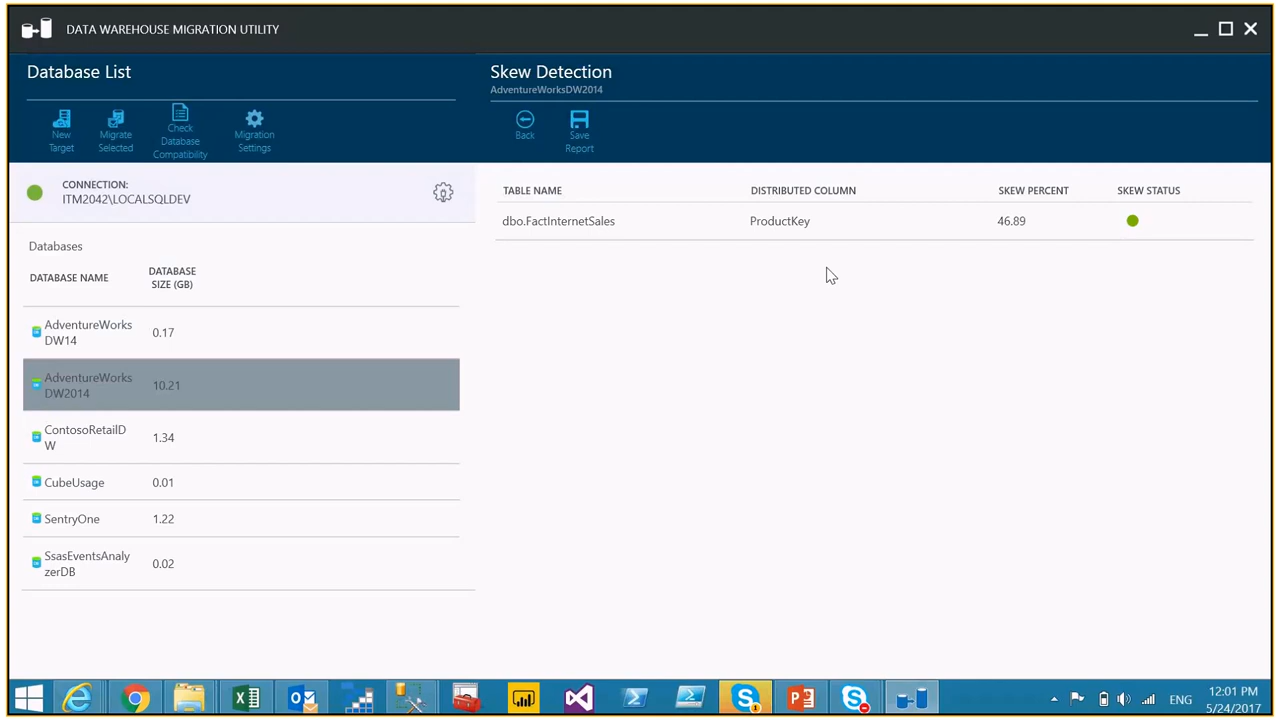 DATA WAREHOUSE MIGRATION UTILITY
Database List
New
Target
Migrate
Selected
Check
Database
Compatibility
Migration
Settings
Skew Detection
AdventureWorksDW2014
Back
Save
Report
CONNECTION:
ITM2042\LOCALSQLDEV
Databases
DATABASE NAME
DATABASE
SIZE (GB)
AdventureWorks
DW14
0.17
AdventureWorks
DW2014
10.21
ContosoRetailD
W
1.34
CubeUsage 0.01
SentryOne 1.22
SsasEventsAnaly
zerDB
0.02
TABLE NAME DISTRIBUTED COLUMN SKEW PERCENT SKEW STATUS
dbo.FactInternetSales ProductKey 46.89
ENG
12:01 PM
5/24/2017